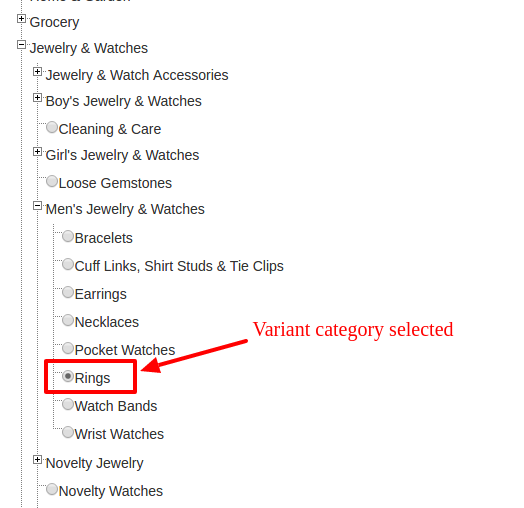 Home & Garden
Grocery
Jewelry & Watches
Jewelry & Watch Accessories
Boy's Jewelry & Watches
Cleaning & Care
Girl's Jewelry & Watches
Loose Gemstones
Men's Jewelry & Watches
Bracelets
Cuff Links, Shirt Studs & Tie Clips
Earrings
Necklaces
Variant category selected
Pocket Watches
Rings
Watch Bands
Wrist Watches
Novelty Jewelry
Novelty Watches